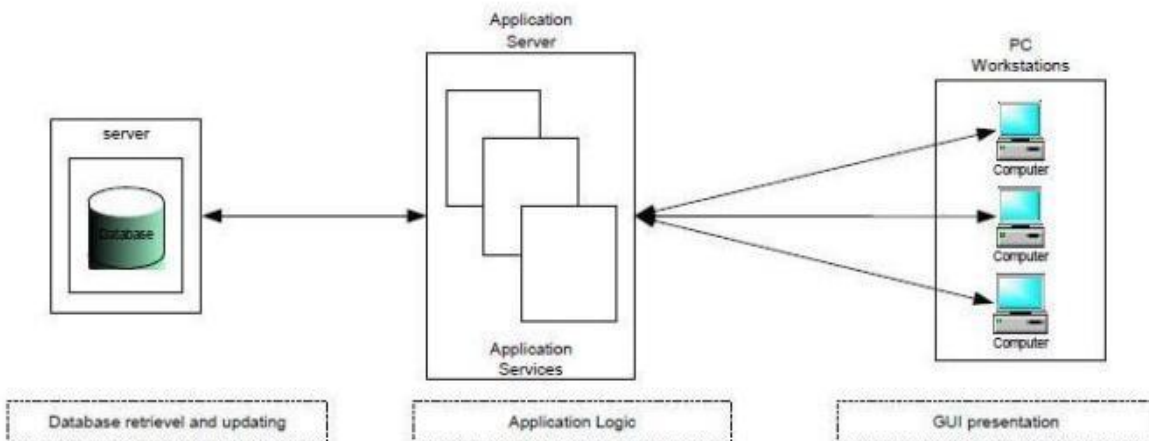 Application
Server
PC
Workstations
server
Database
Computer
Computer
Computer
Application
Services
Database retrievel and updating
Application Logic
GUI presentation